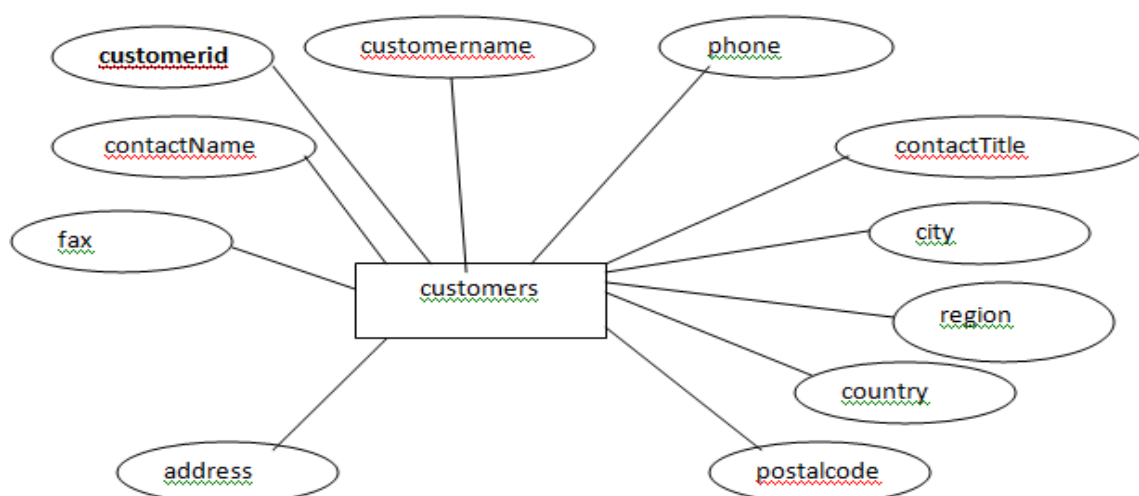 customerid
customername
phone
contactName
contactTitle
fax
city
customers
region
country
address
postalcode